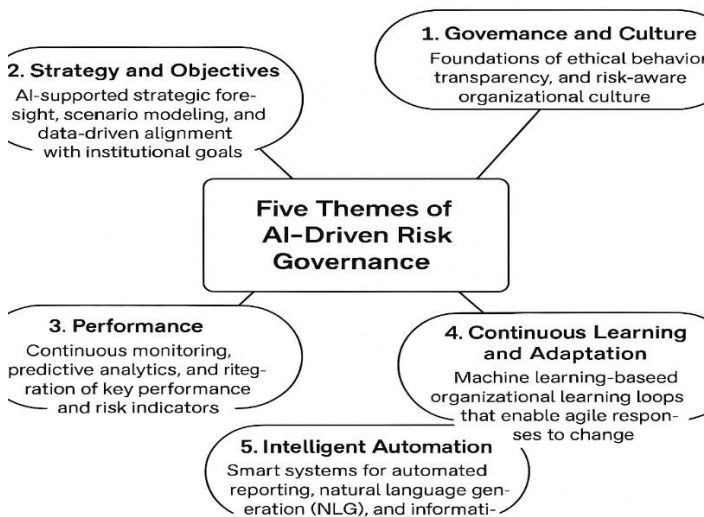 1. Governance and Culture
Foundations of ethical behavior
transparency, and risk-aware
organizational culture
2. Strategy and Objectives
AI-supported strategic fore-
sight, scenario modeling, and
data-driven alignment
with institutional goals
Five Themes of
AI-Driven Risk
Governance
3. Performance
Continuous monitoring,
predictive analytics, and riteg-
ration of key performance
and risk indicators
4. Continuous Learning
and Adaptation
Machine learning-baseed
organizational learning loops
that enable agile respon-
ses to change
5. Intelligent Automation
Smart systems for automated
reporting, natural language gen-
eration (NLG), and informati-